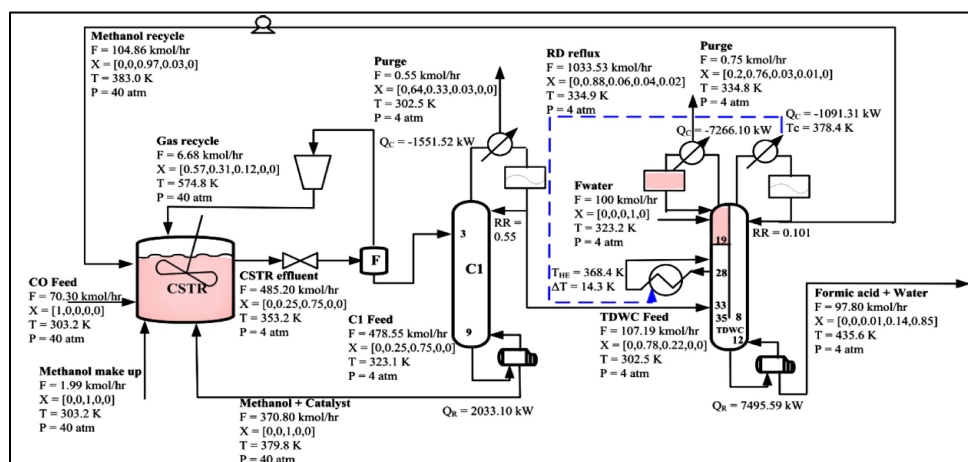 Methanol recycle
F = 104.86 kmol/hr
X = [0,0,0.97,0.03,0]
T = 383.0 K
P = 40 atm
Gas recycle
F = 6.68 kmol/hr
X = [0.57,0.31,0.12,0,0]
T = 574.8 K
P = 40 atm
CO Feed
F = 70.30 kmol/hr
X = [1,0,0,0,0]
T = 303.2 K
P = 40 atm
Methanol make up
F = 1.99 kmol/hr
X = [0,0,1,0,0]
T = 303.2 K
P = 40 atm
CSTR
CSTR effluent
F = 485.20 kmol/hr
X = [0,0.25,0.75,0,0]
T = 353.2 K
P = 4 atm
F
C1 Feed
F = 478.55 kmol/hr
X = [0,0.25,0.75,0,0]
T = 323.1 K
P = 4 atm
Methanol + Catalyst
F = 370.80 kmol/hr
X = [0,0,1,0,0]
T = 379.8 K
P = 40 atm
Purge
F = 0.55 kmol/hr
X = [0,64,0.33,0.03,0,0]
T = 302.5 K
P = 4 atm
QC = -1551.52 kW
3
C1
9
RR =
0.55
QR = 2033.10 kW
RD reflux
F = 1033.53 kmol/hr
X = [0,0.88,0.06,0.04,0.02]
T = 334.9 K
P = 4 atm
Purge
F = 0.75 kmol/hr
X = [0.2,0.76,0.03,0.01,0]
T = 334.8 K
P = 4 atm
QC = -7266.10 kW
QC = -1091.31 kW
Tc = 378.4 K
Fwater
F = 100 kmol/hr
X = [0,0,0,1,0]
T = 323.2 K
P = 4 atm
THE = 368.4 K
ΔT = 14.3 K
TDWC Feed
F = 107.19 kmol/hr
X = [0,0.78,0.22,0,0]
T = 302.5 K
P = 4 atm
19
28
33
35
8
TDWC
12
RR = 0.101
QR = 7495.59 kW
Formic acid + Water
F = 97.80 kmol/hr
X = [0,0,0.01,0.14,0.85]
T = 435.6 K
P = 4 atm